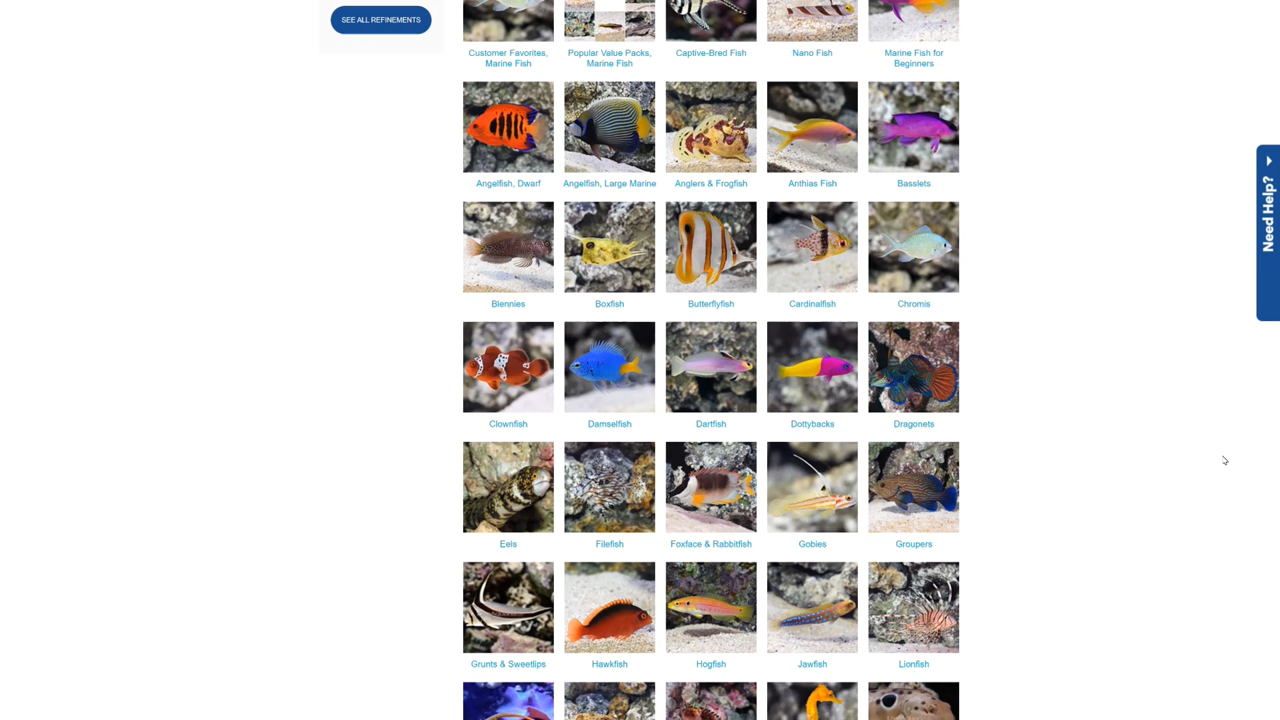 SEE ALL REFINEMENTS
Customer Favorites,
Marine Fish
Popular Value Packs,
Marine Fish
Captive-Bred Fish
Nano Fish
Marine Fish for
Beginners
Angelfish, Dwarf
Angelfish, Large Marine
Anglers & Frogfish
Anthias Fish
Basslets
Need Help?
Blennies
Boxfish
Butterflyfish
Cardinalfish
Chromis
Clownfish
Damselfish
Dartfish
Dottybacks
Dragonets
Eels
Filefish
Foxface & Rabbitfish
Gobies
Groupers
Grunts & Sweetlips
Hawkfish
Hogfish
Jawfish
Lionfish